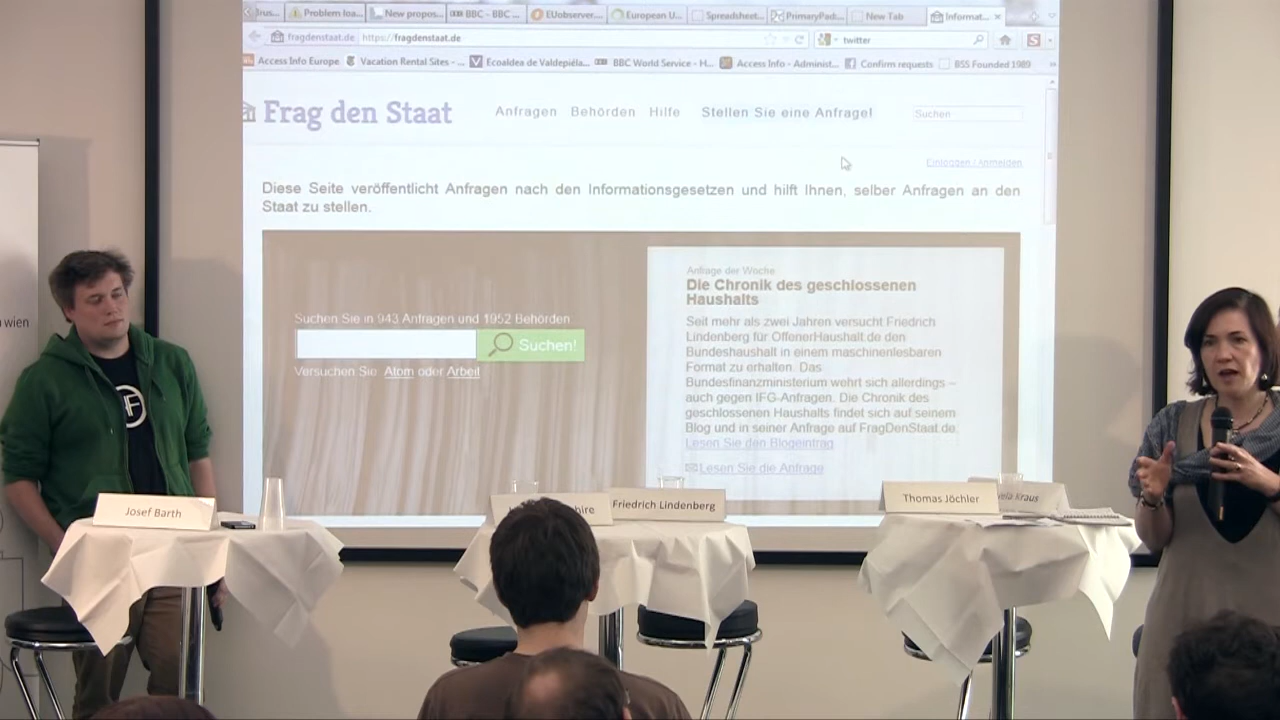 Problem loa...
New propos...
BBC - BBC ...
EUobserver....
European U...
Spreadsheet...
PrimaryPad:...
New Tab
Informat...
fragdenstaat.de
https://fragdenstaat.de
twitter
Access Info Europe
Vacation Rental Sites - ...
Ecoaldea de Valdepiéla...
BBC World Service - H...
Access Info - Administ...
Confirm requests
BSS Founded 1989
Frag den Staat
Anfragen Behörden Hilfe Stellen Sie eine Anfrage!
Suchen
Einloggen / Anmelden
Diese Seite veröffentlicht Anfragen nach den Informationsgesetzen und hilft Ihnen, selber Anfragen an den
Staat zu stellen.
Suchen Sie in 943 Anfragen und 1952 Behörden
Suchen!
Versuchen Sie Atom oder Arbeit
Anfrage der Woche
Die Chronik des geschlossenen
Haushalts
Seit mehr als zwei Jahren versucht Friedrich
Lindenberg für OffenerHaushalt.de den
Bundeshaushalt in einem maschinenlesbaren
Format zu erhalten. Das
Bundesfinanzministerium wehrt sich allerdings –
auch gegen IFG-Anfragen. Die Chronik des
geschlossenen Haushalts findet sich auf seinem
Blog und in seiner Anfrage auf FragDenStaat.de.
Lesen Sie den Blogeintrag
Lesen Sie die Anfrage
wien
Josef Barth
Friedrich Lindenberg
Thomas Jöchler
Kraus